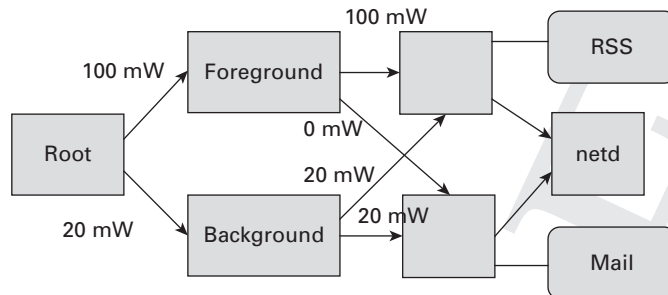 100 mW
RSS
100 mW
Foreground
0 mW
Root
netd
20 mW
20 mW
20 mW
Background
Mail